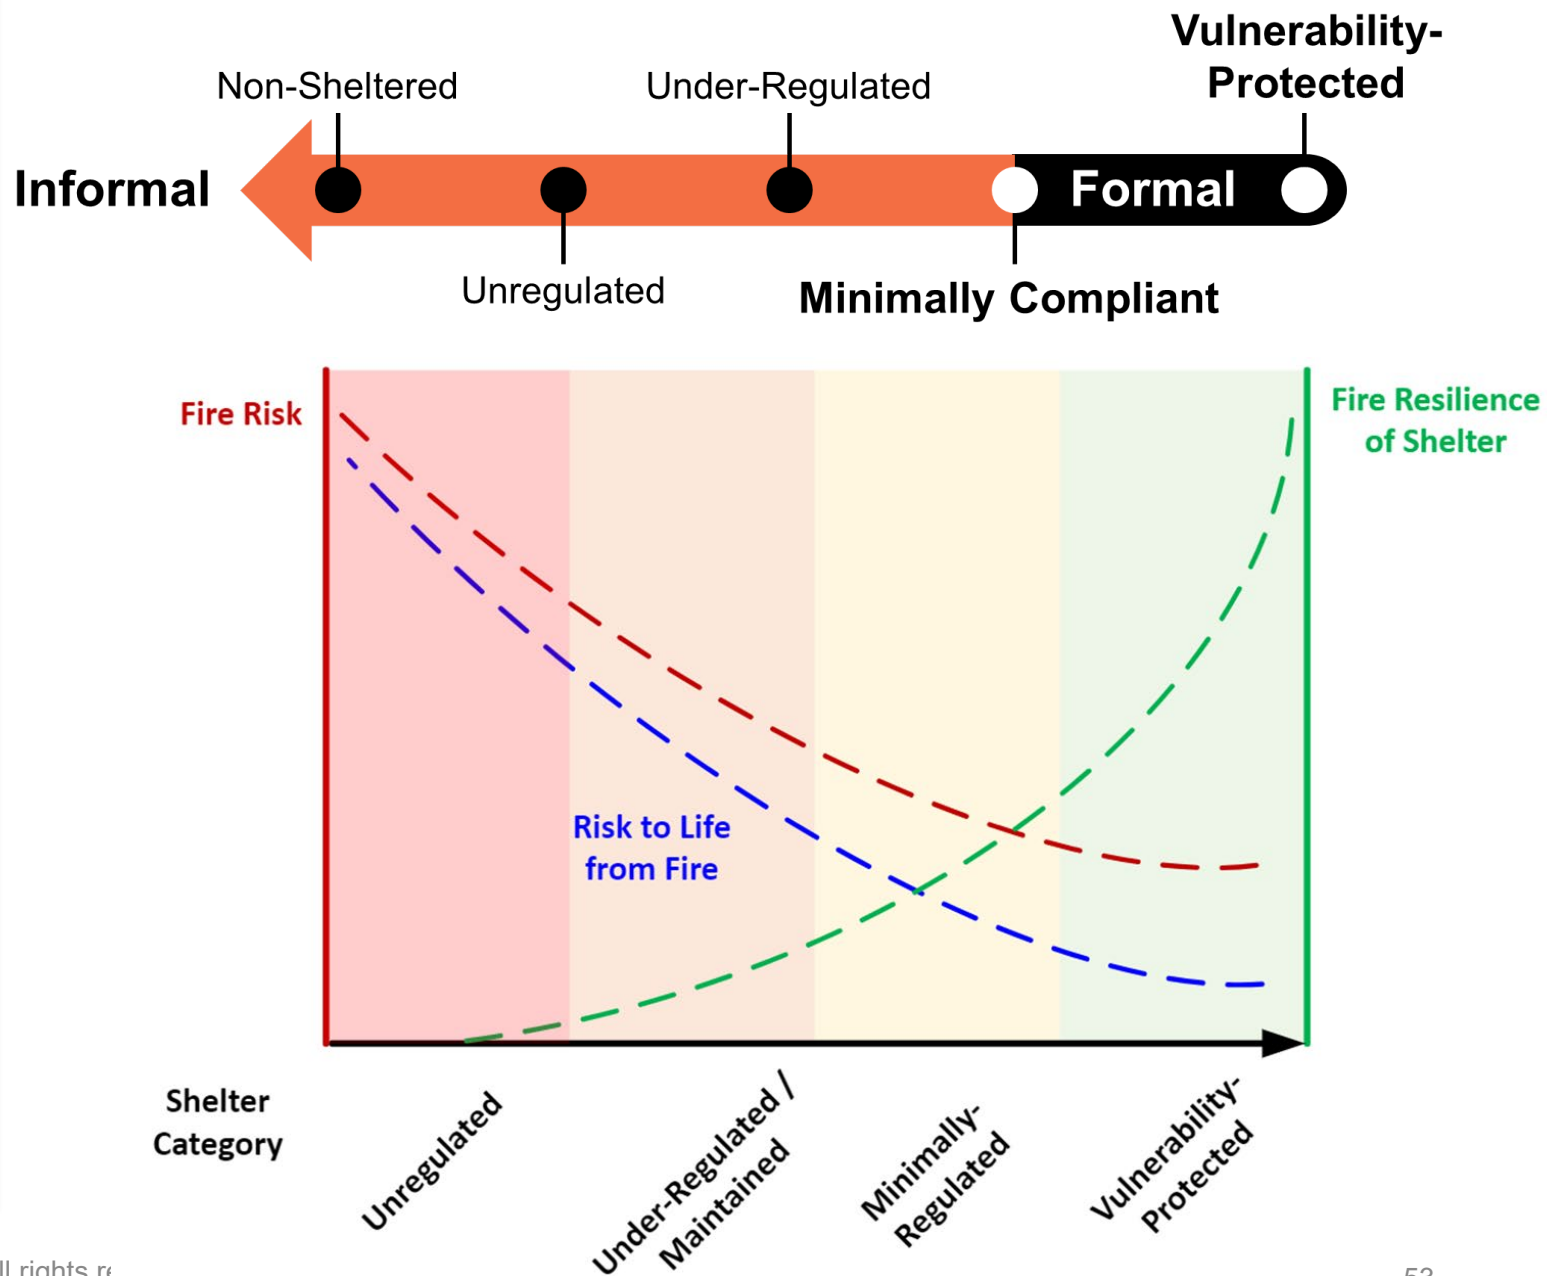 Vulnerability-
Protected
Non-Sheltered
Under-Regulated
Informal
Formal
Unregulated
Minimally Compliant
Fire Risk
Fire Resilience
of Shelter
Risk to Life
from Fire
Shelter
Category
Unregulated
Under-Regulated /
Maintained
Minimally-
Regulated
Vulnerability-
Protected
rights